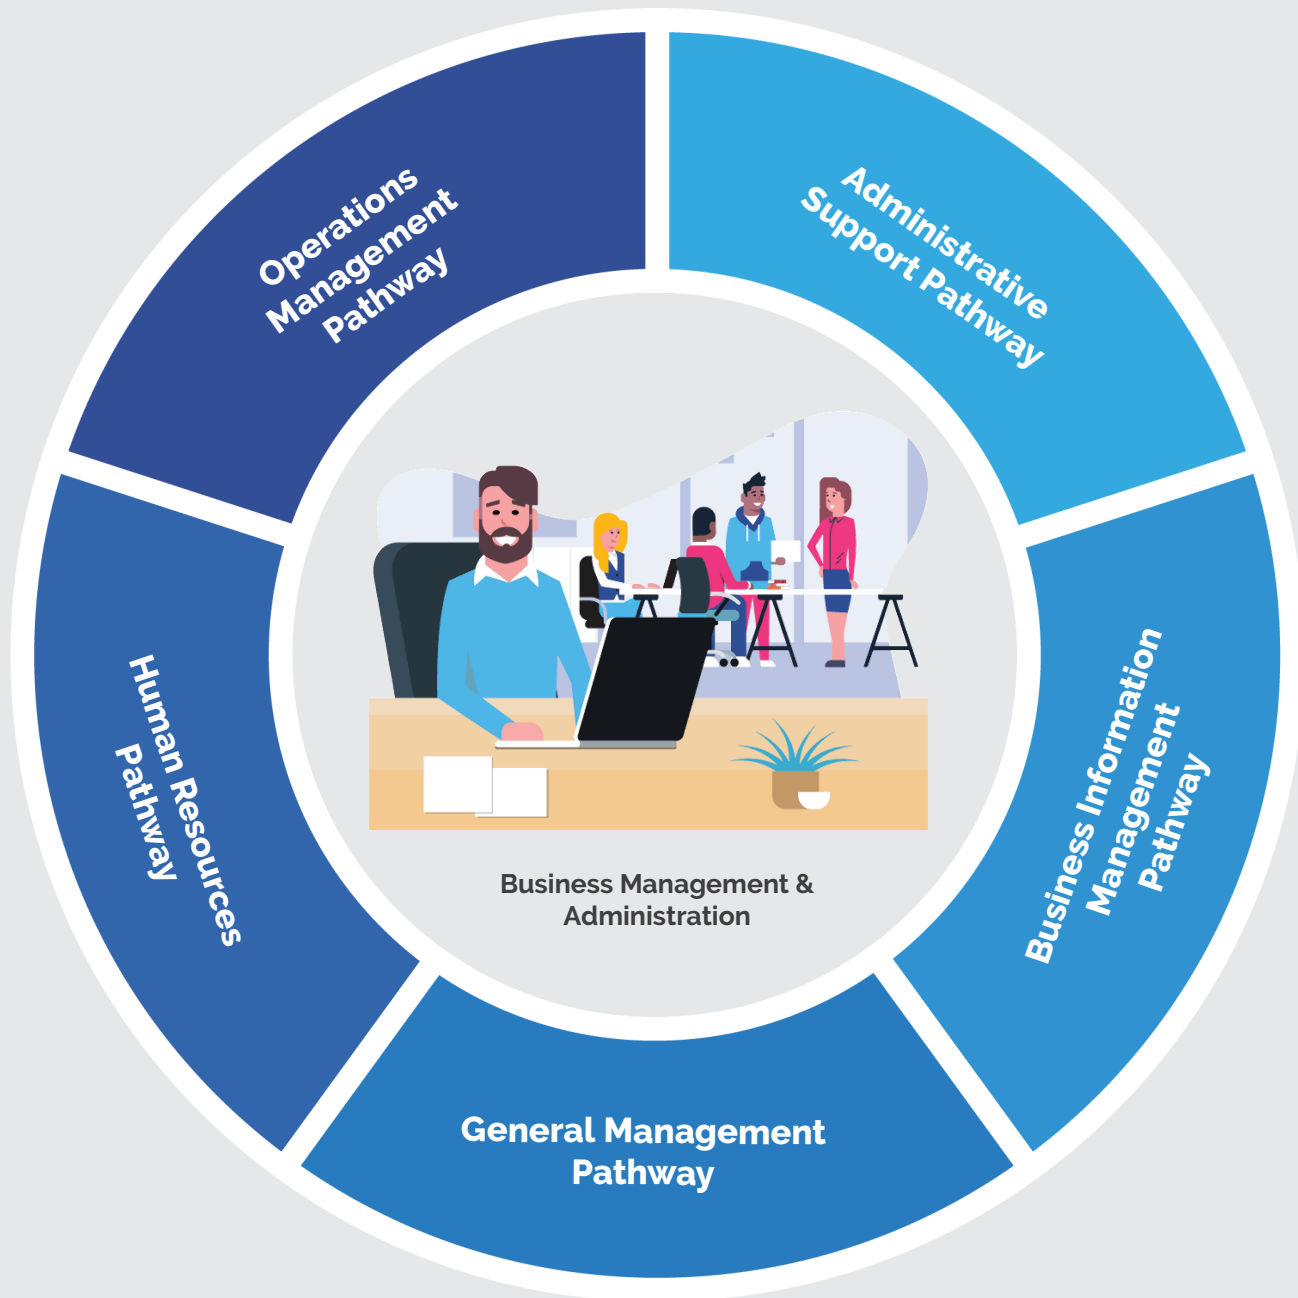 Administrative
Support Pathway
Business Information
Management
Pathway
General Management
Pathway
Human Resources
Pathway
Operations
Management
Pathway
Business Management &
Administration